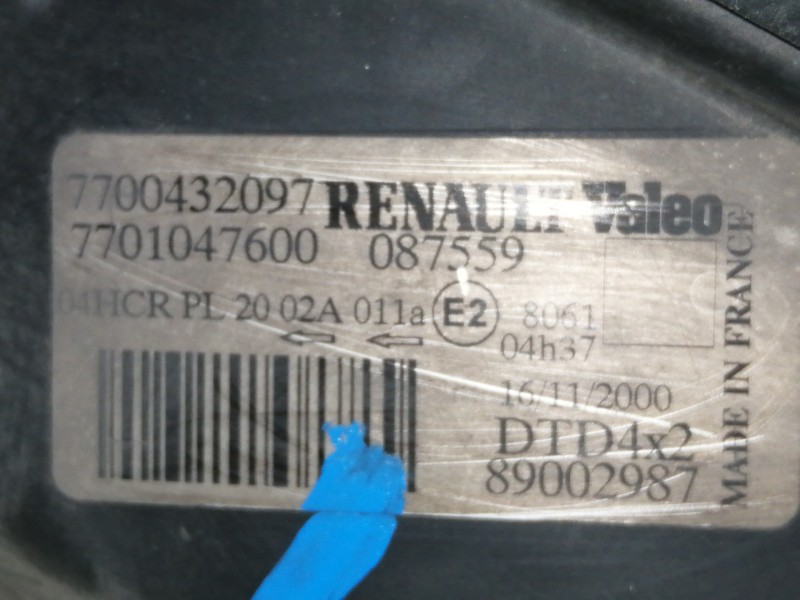 7700432097 RENAULT Valeo
7701047600 087559
04HCR PL 20 02A 011a E2 8061
04h37
16/11/2000
DTD4x2
89002987
MADE IN FRANCE